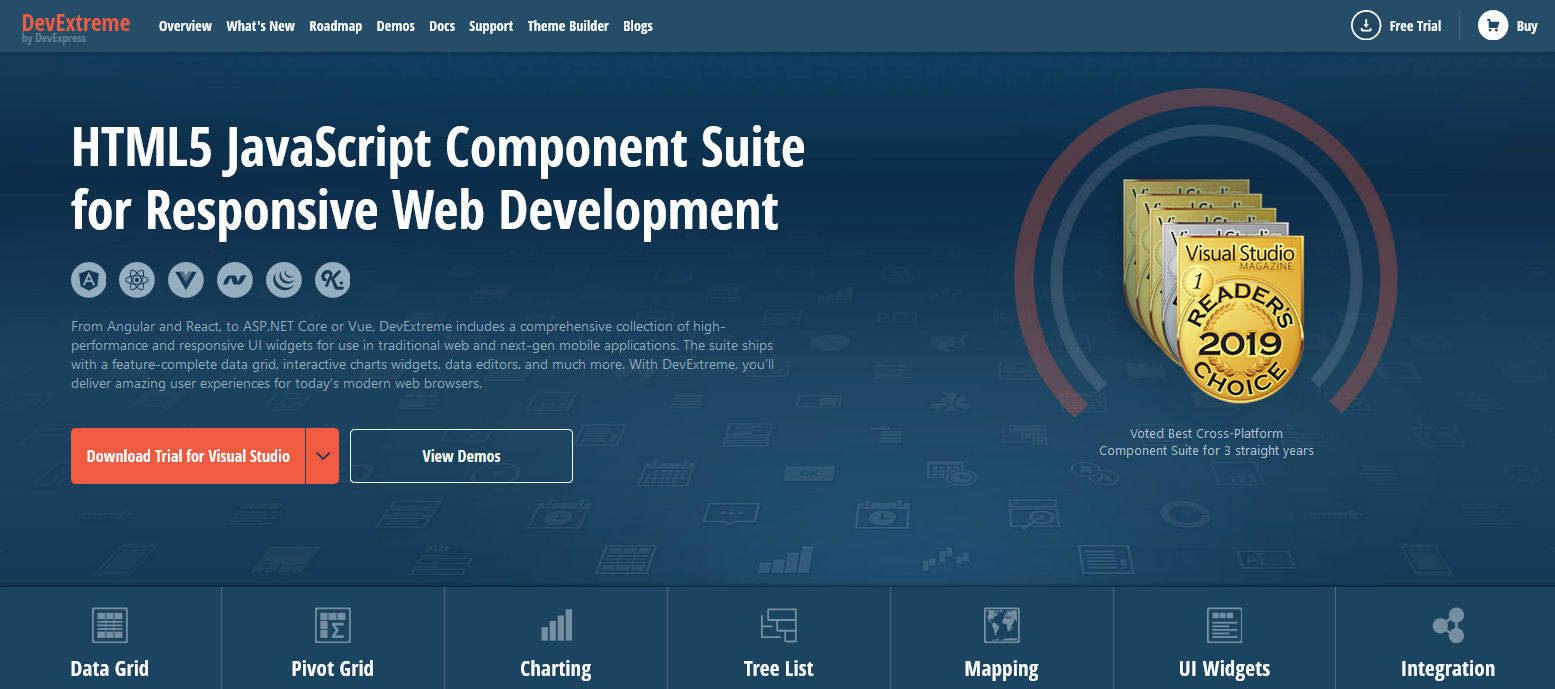 DevExtreme
by DevExpress
Overview What's New Roadmap Demos Docs Support Theme Builder Blogs
Free Trial
Buy
HTML5 JavaScript Component Suite
for Responsive Web Development
From Angular and React, to ASP.NET Core or Vue, DevExtreme includes a comprehensive collection of high-
performance and responsive UI widgets for use in traditional web and next-gen mobile applications. The suite ships
with a feature-complete data grid, interactive charts widgets, data editors, and much more. With DevExtreme, you'll
deliver amazing user experiences for today's modern web browsers.
Download Trial for Visual Studio
View Demos
Visual Studio
MAGAZINE
1
READER'S
2019
CHOICE
Voted Best Cross-Platform
Component Suite for 3 straight years
OK
123
Ab
A
Data Grid Pivot Grid Charting Tree List Mapping UI Widgets Integration